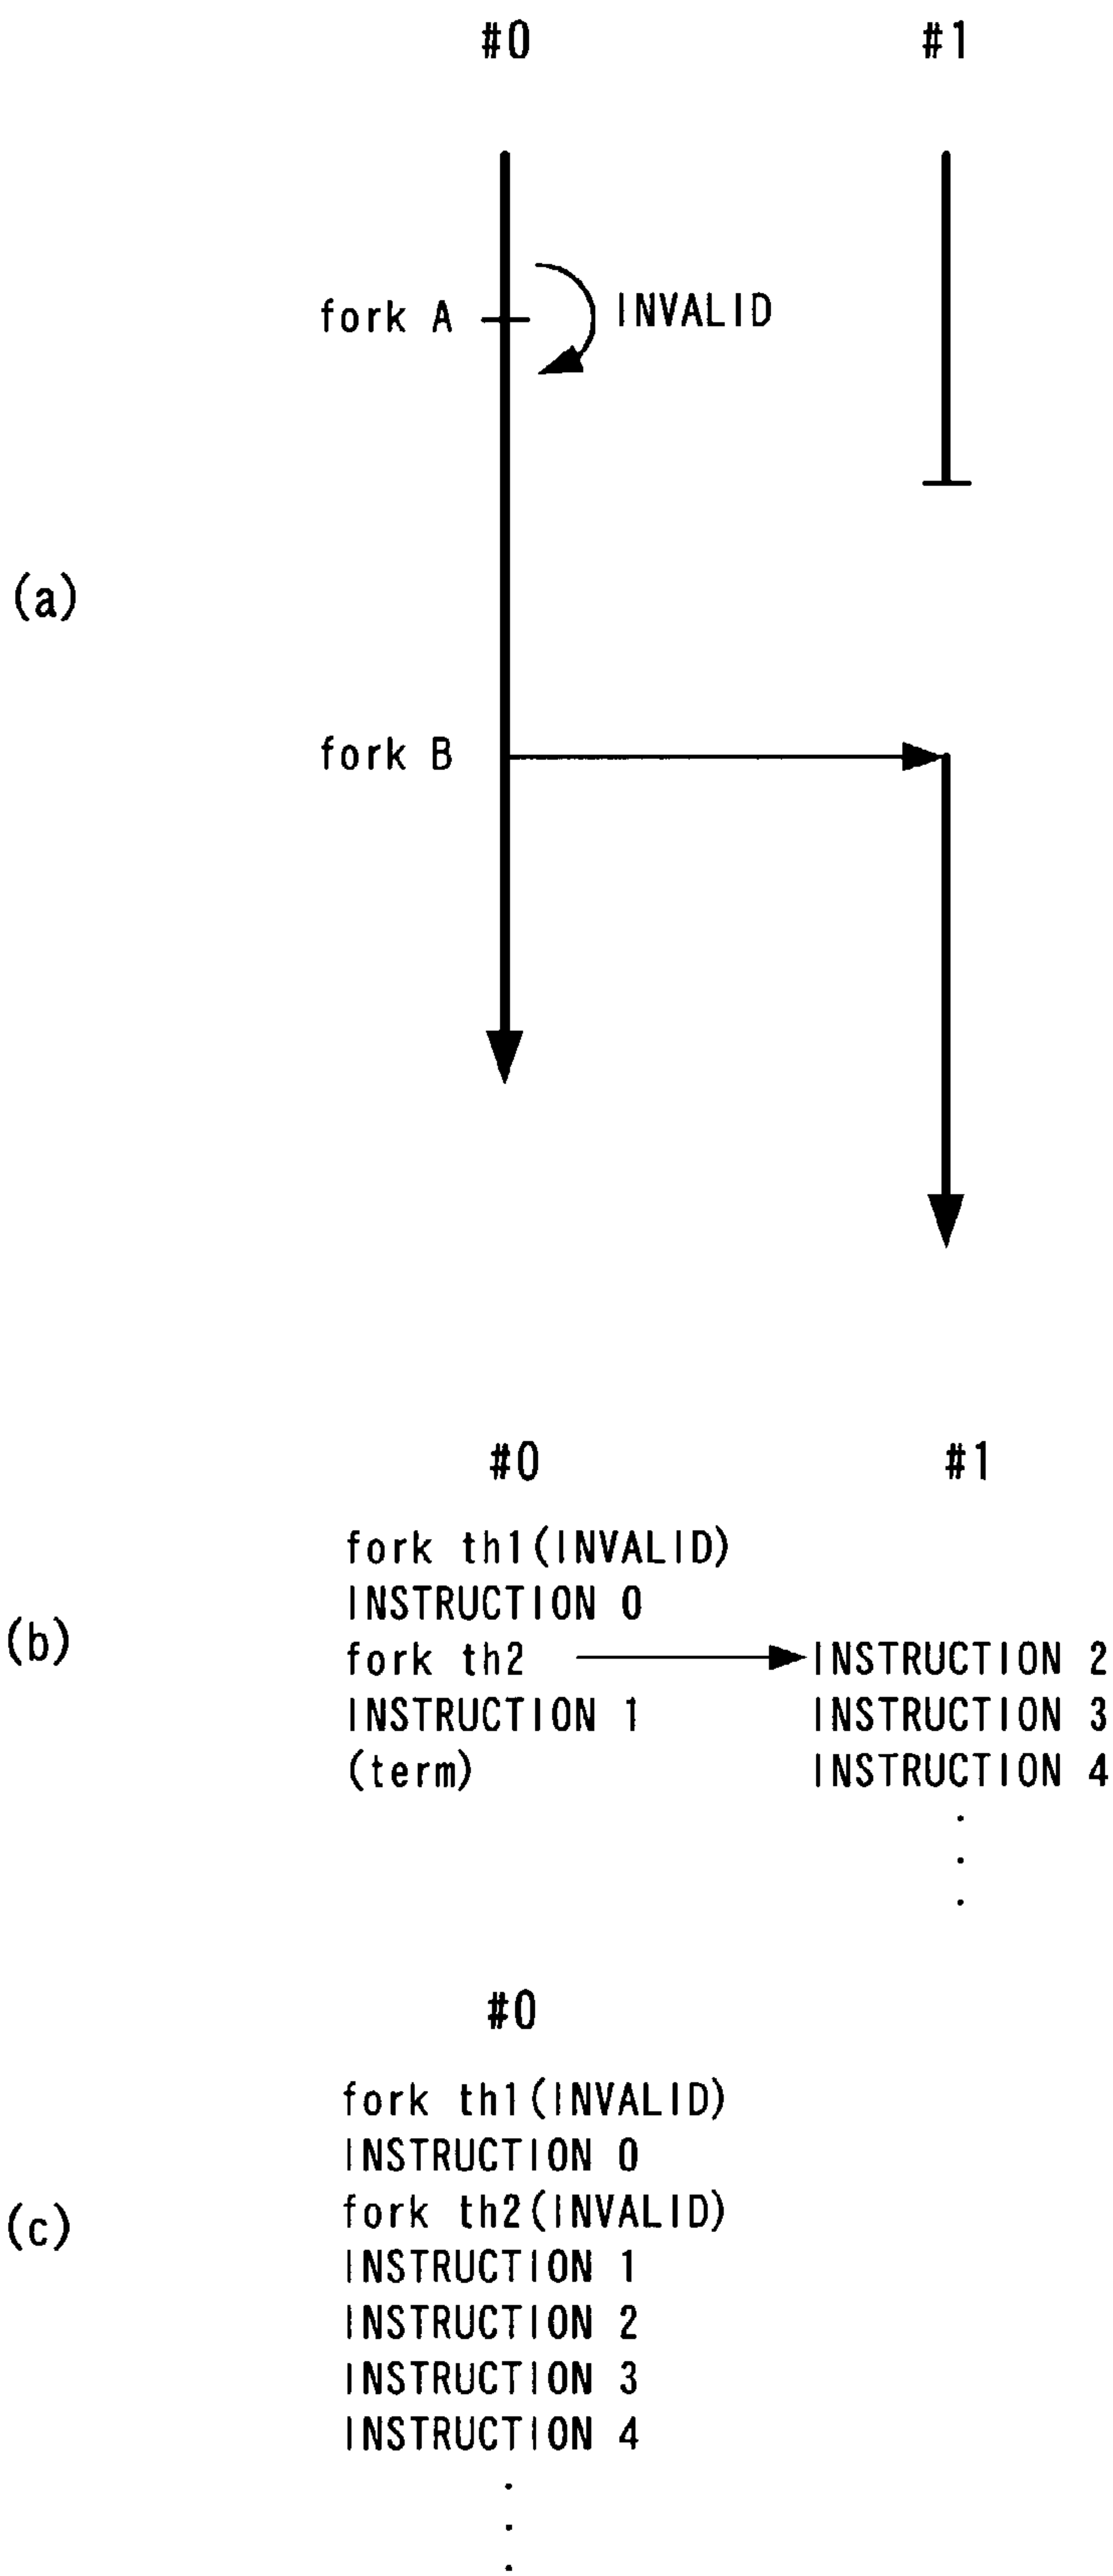 #0 #1
fork A INVALID
(a)
fork B
#0 #1
fork th1(INVALID)
INSTRUCTION 0
(b)
fork th2 INSTRUCTION 2
INSTRUCTION 1 INSTRUCTION 3
(term) INSTRUCTION 4
.
.
.
#0
fork th1(INVALID)
INSTRUCTION 0
(c)
fork th2(INVALID)
INSTRUCTION 1
INSTRUCTION 2
INSTRUCTION 3
INSTRUCTION 4
.
.
.